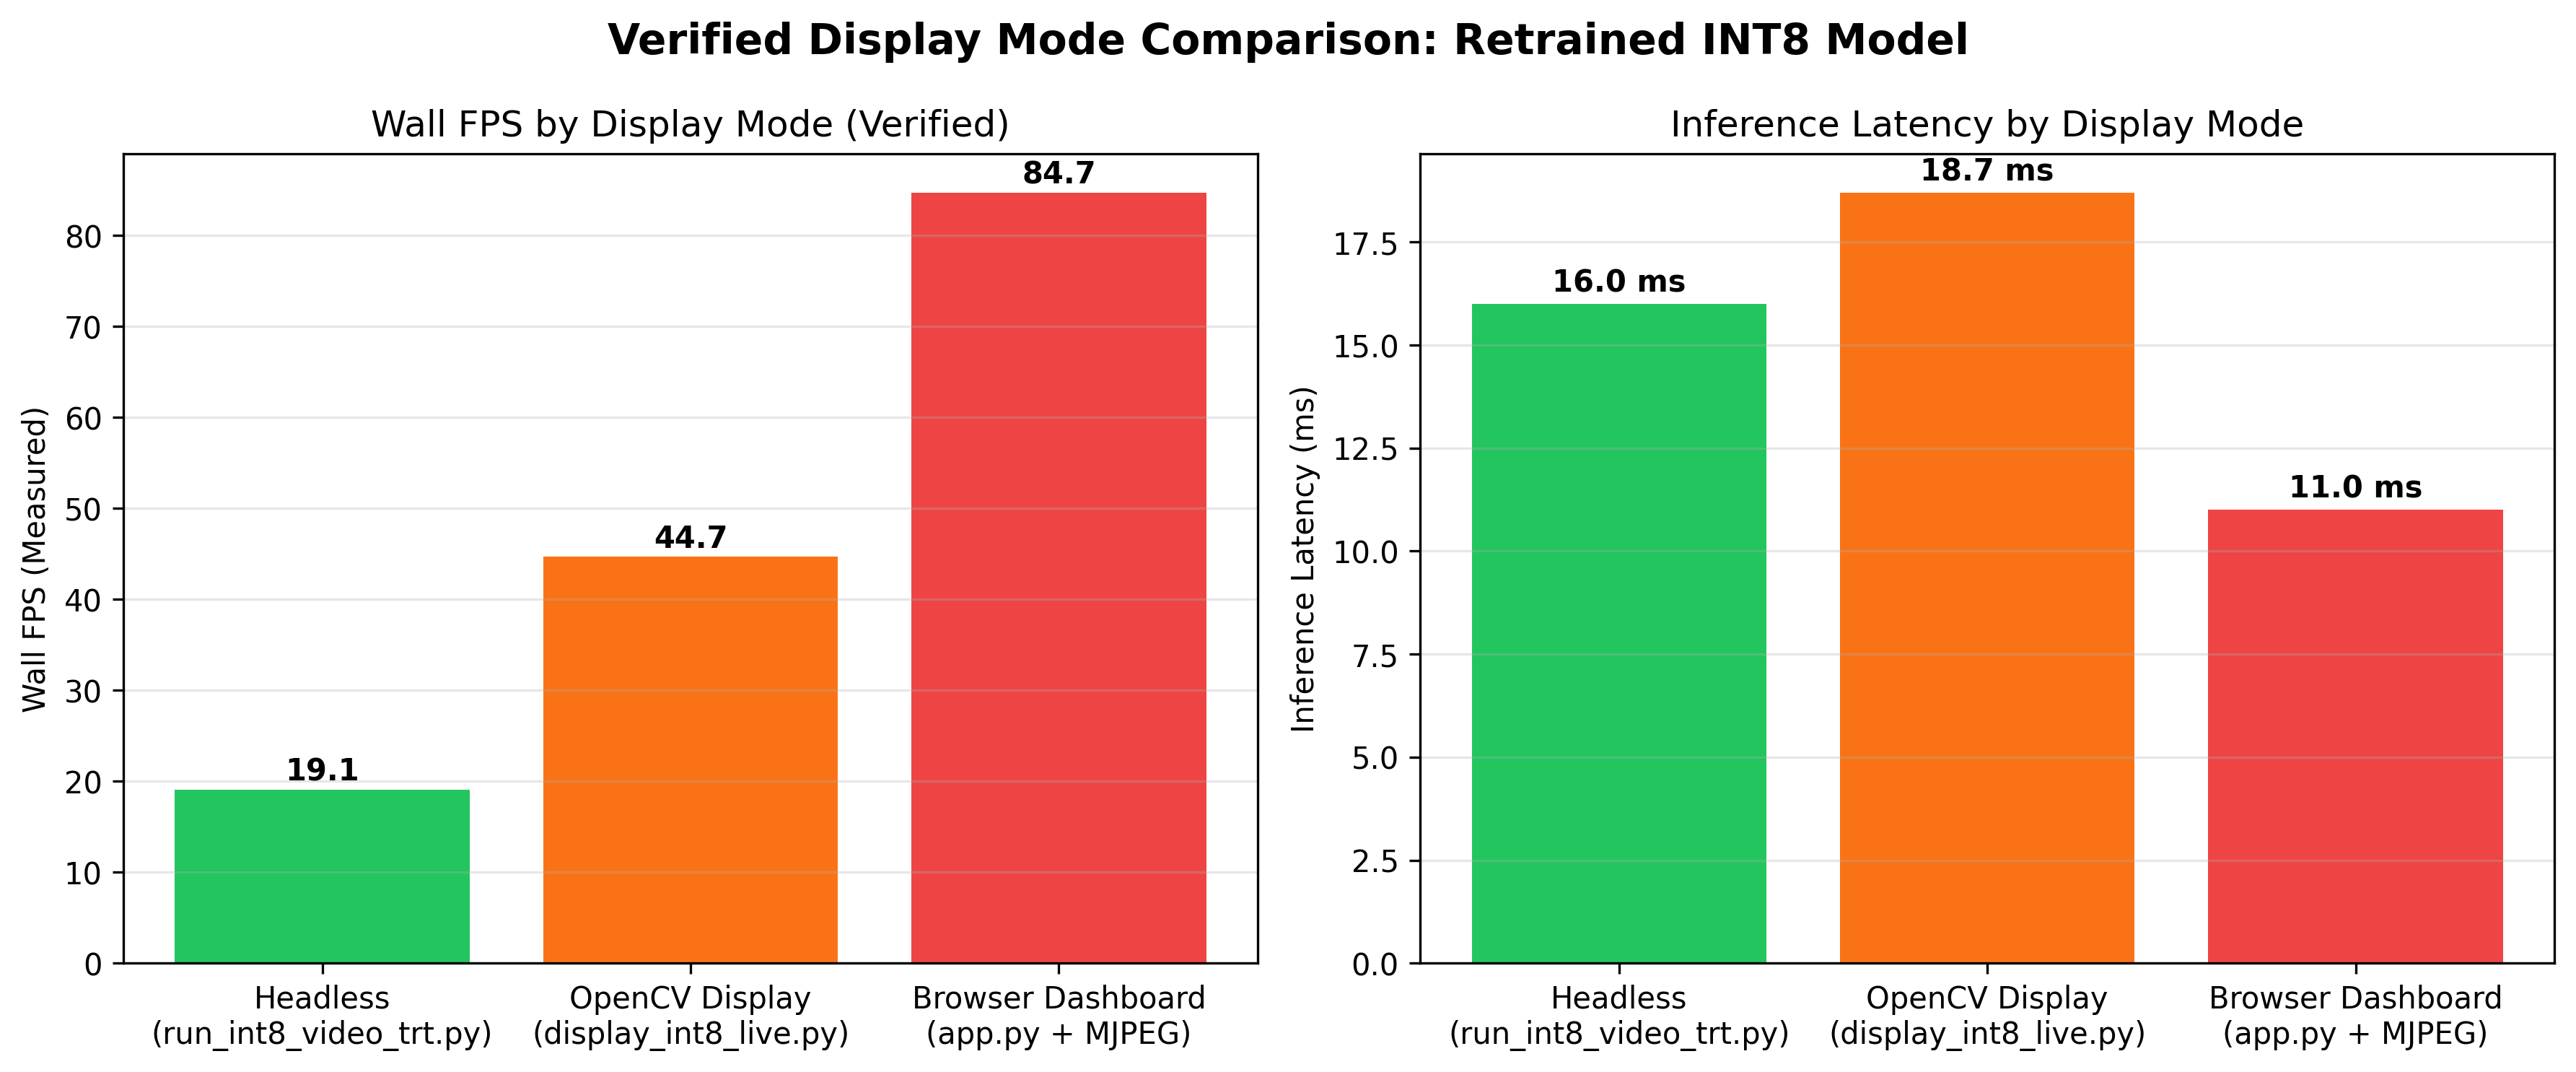 Verified Display Mode Comparison: Retrained INT8 Model
Wall FPS by Display Mode (Verified)
Wall FPS (Measured)
80
70
60
50
40
30
20
10
0
19.1
44.7
84.7
Headless
(run_int8_video_trt.py)
OpenCV Display
(display_int8_live.py)
Browser Dashboard
(app.py + MJPEG)
Inference Latency by Display Mode
Inference Latency (ms)
17.5
15.0
12.5
10.0
7.5
5.0
2.5
0.0
16.0 ms
18.7 ms
11.0 ms
Headless
(run_int8_video_trt.py)
OpenCV Display
(display_int8_live.py)
Browser Dashboard
(app.py + MJPEG)